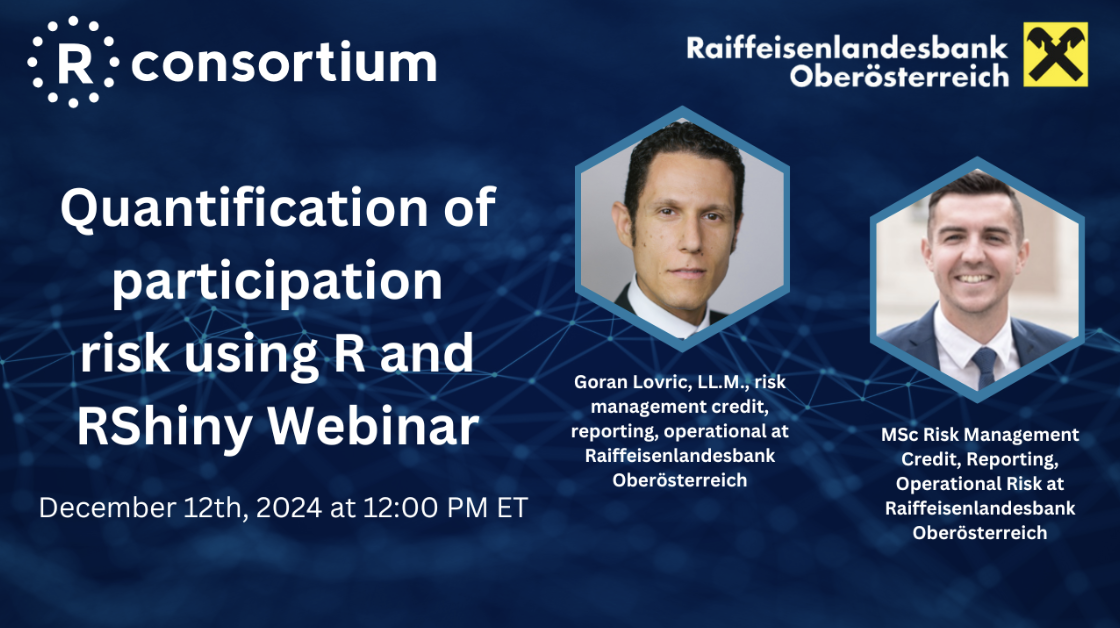 R consortium
Raiffeisenlandesbank
Oberösterreich
Quantification of
participation
risk using R and
RShiny Webinar
December 12th, 2024 at 12:00 PM ET
Goran Lovric, LL.M., risk
management credit,
reporting, operational at
Raiffeisenlandesbank
Oberösterreich
MSc Risk Management
Credit, Reporting,
Operational Risk at
Raiffeisenlandesbank
Oberösterreich